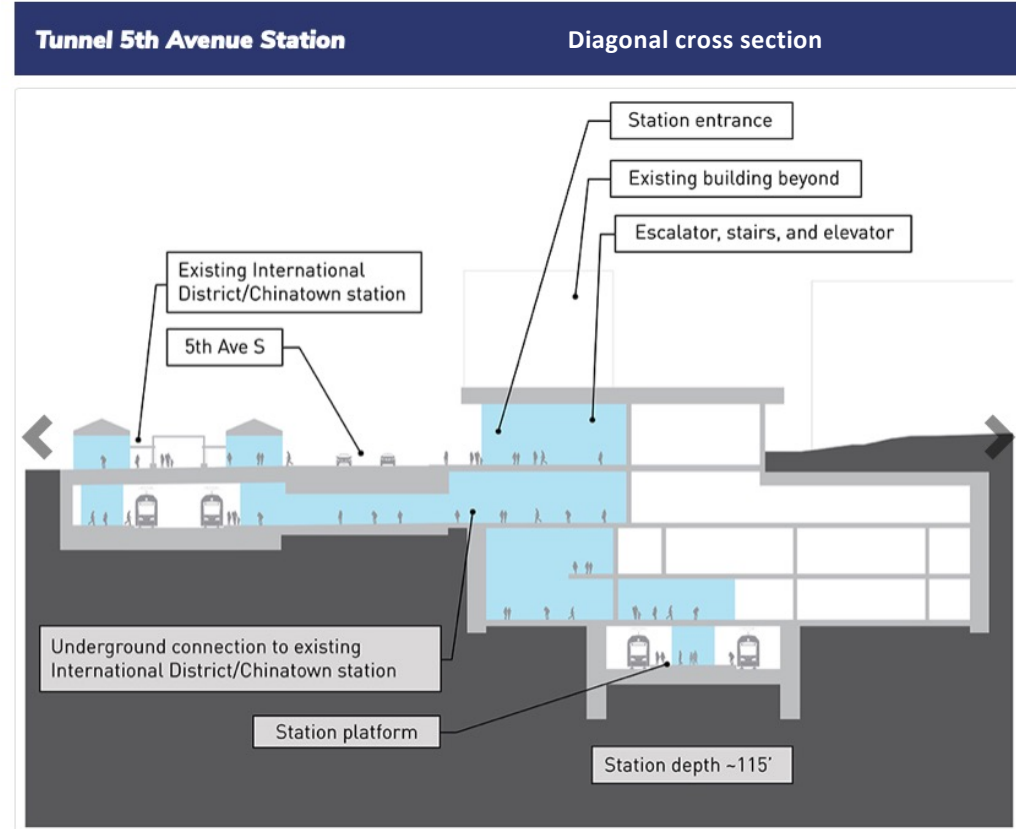 Tunnel 5th Avenue Station
Diagonal cross section
Station entrance
Existing building beyond
Escalator, stairs, and elevator
Existing International
District/Chinatown station
5th Ave S
Underground connection to existing
International District/Chinatown station
Station platform
Station depth ~115'